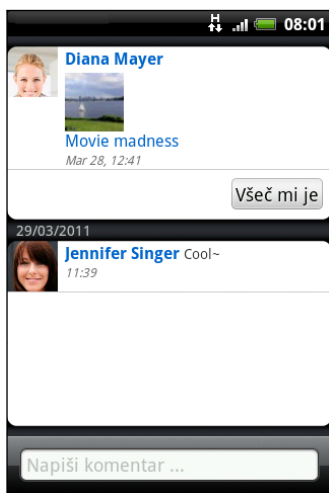 H 08:01
Diana Mayer
Movie madness
Mar 28, 12:41
Všeč mi je
29/03/2011
Jennifer Singer Cool~
11:39
Napiši komentar ...